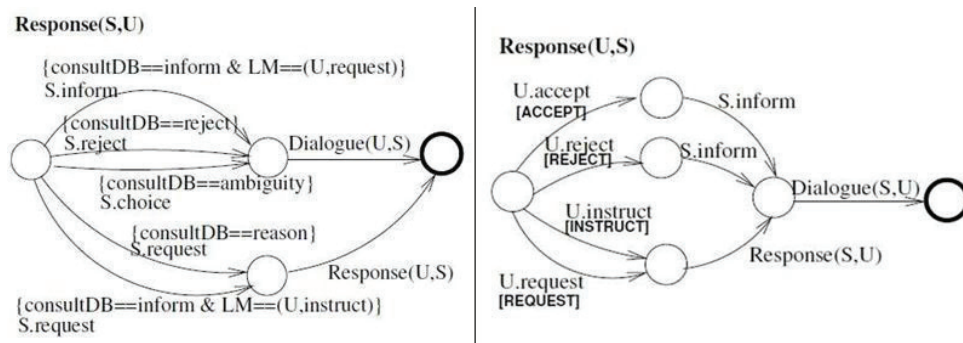 Response(S,U)
{consultDB==inform & LM==(U,request)}
S.inform
{consultDB==reject}
S.reject
Dialogue(U,S)
{consultDB==ambiguity}
S.choice
{consultDB==reason}
S.request
Response(U,S)
{consultDB==inform & LM==(U,instruct)}
S.request
Response(U,S)
U.accept
[ACCEPT]
S.inform
U.reject
[REJECT]
S.inform
Dialogue(S,U)
U.instruct
[INSTRUCT]
Response(S,U)
U.request
[REQUEST]